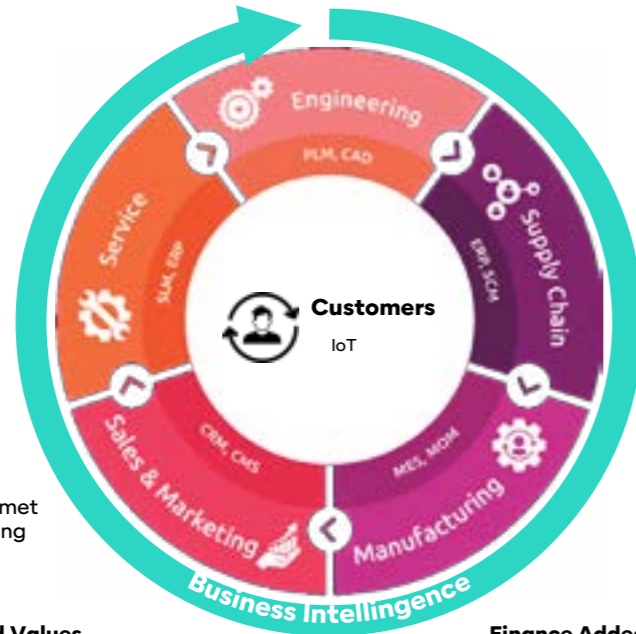 Engineering
PLM, CAD
Supply Chain
ERP, SCM
Service
SLM, ERP
Customers
IoT
Sales & Marketing
CRM, CMS
Manufacturing
MES, MOM
met
ng
Business Intellingence
Values
Finance Adde